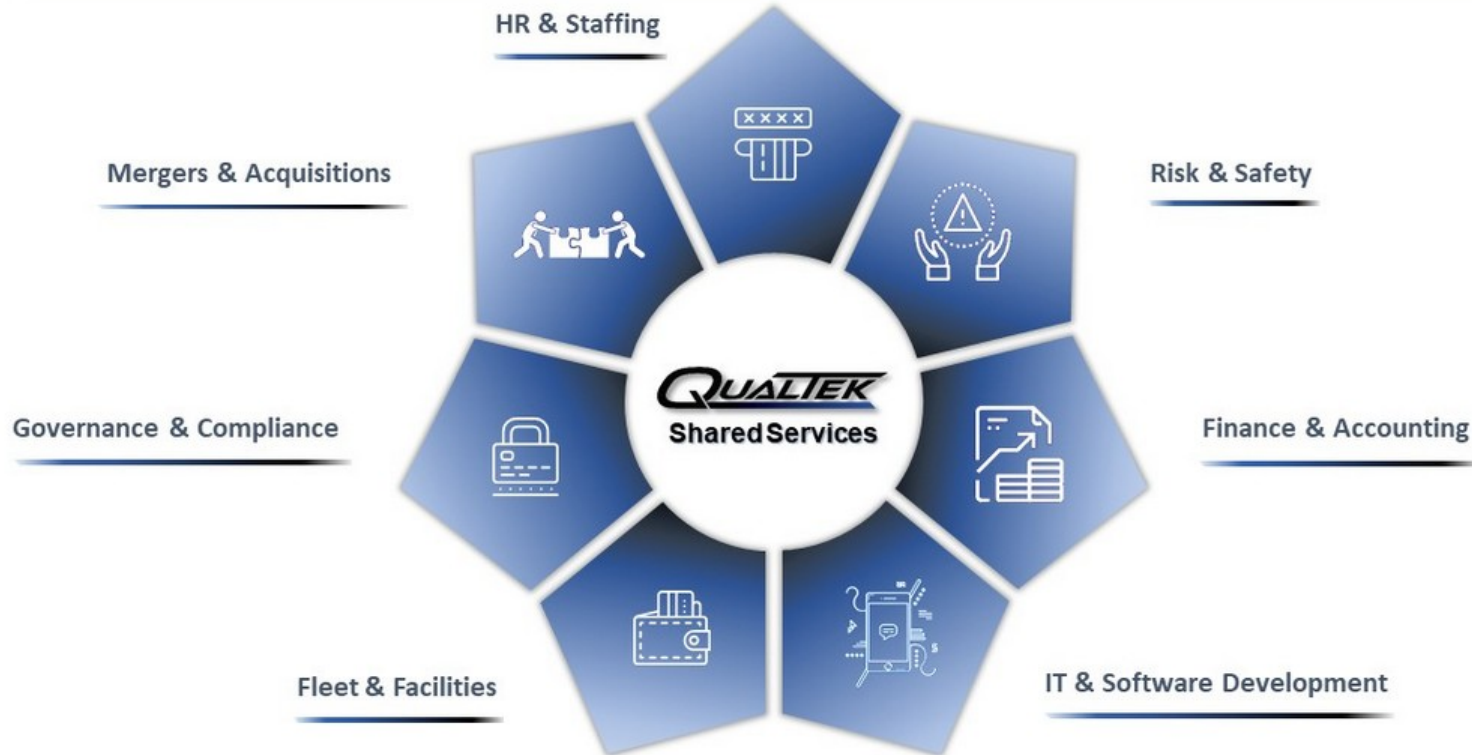 HR & Staffing
Mergers & Acquisitions
Risk & Safety
QUALTEK
Shared Services
Governance & Compliance
Finance & Accounting
Fleet & Facilities
IT & Software Development